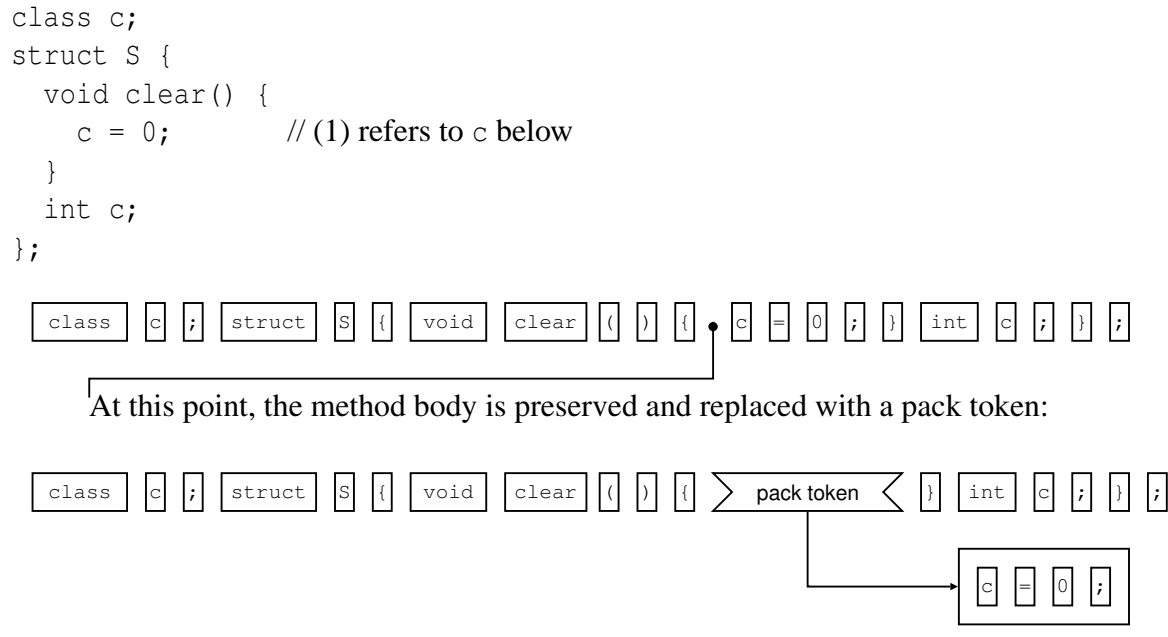 class c;
struct S {
void clear() {
c = 0; // (1) refers to c below
}
int c;
};
class c ; struct S { void clear ( ) { c = 0 ; } int c ; } ;
At this point, the method body is preserved and replaced with a pack token:
class c ; struct S { void clear ( ) { pack token } int c ; } ;
c = 0 ;